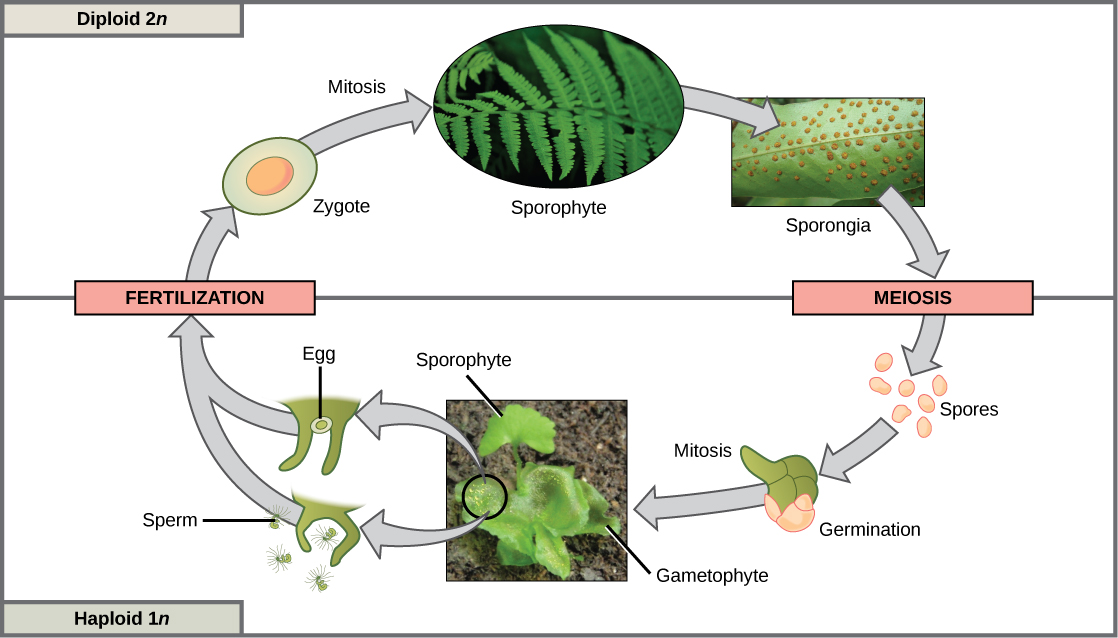 Diploid 2n
Mitosis
Zygote
Sporophyte
Sporongia
FERTILIZATION
MEIOSIS
Egg
Sporophyte
Spores
Mitosis
Sperm
Germination
Gametophyte
Haploid 1n